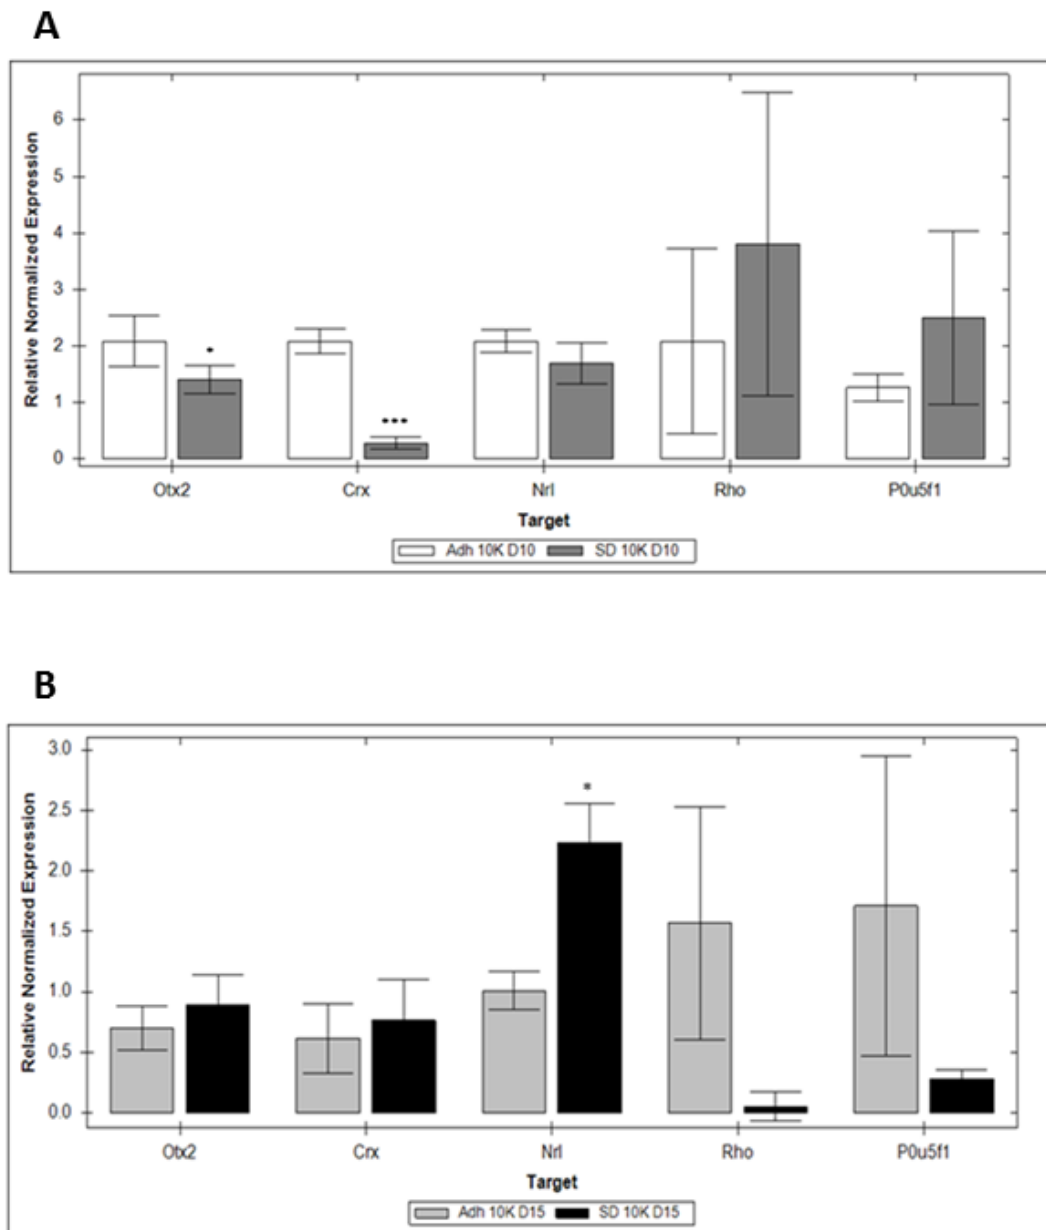 A
Relative Normalized Expression
6
5
4
3
2
1
0
*
***
Otx2 Crx Nrl Rho P0u5f1
Target
Adh 10K D10 SD 10K D10
B
Relative Normalized Expression
3.0
2.5
2.0
1.5
1.0
0.5
0.0
*
Otx2 Crx Nrl Rho P0u5f1
Target
Adh 10K D15 SD 10K D15